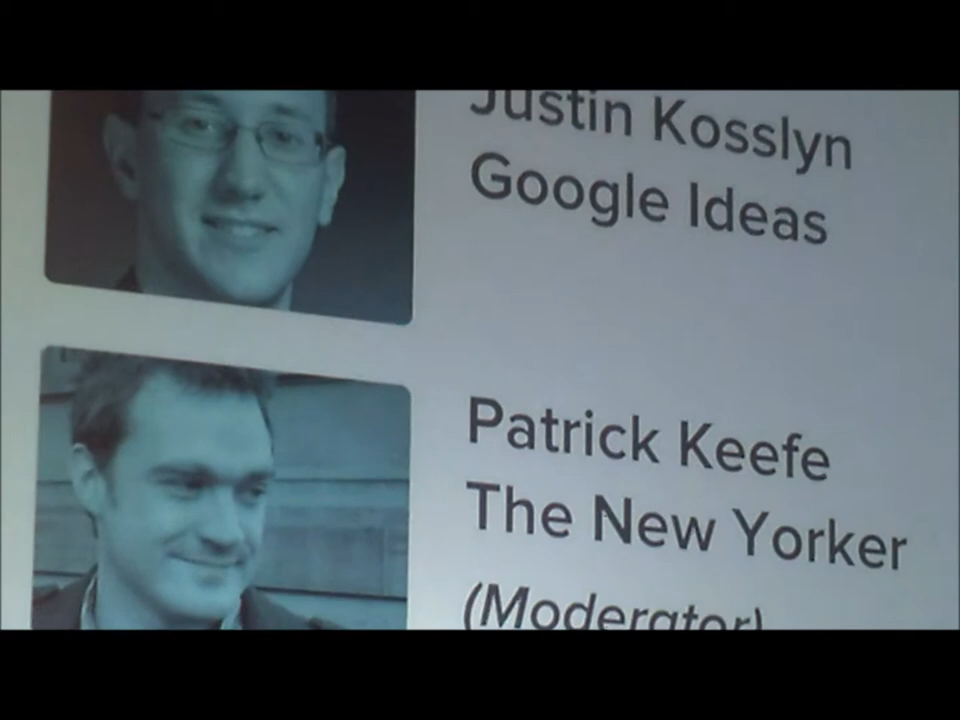 Justin Kosslyn
Google Ideas
Patrick Keefe
The New Yorker
(Moderator)